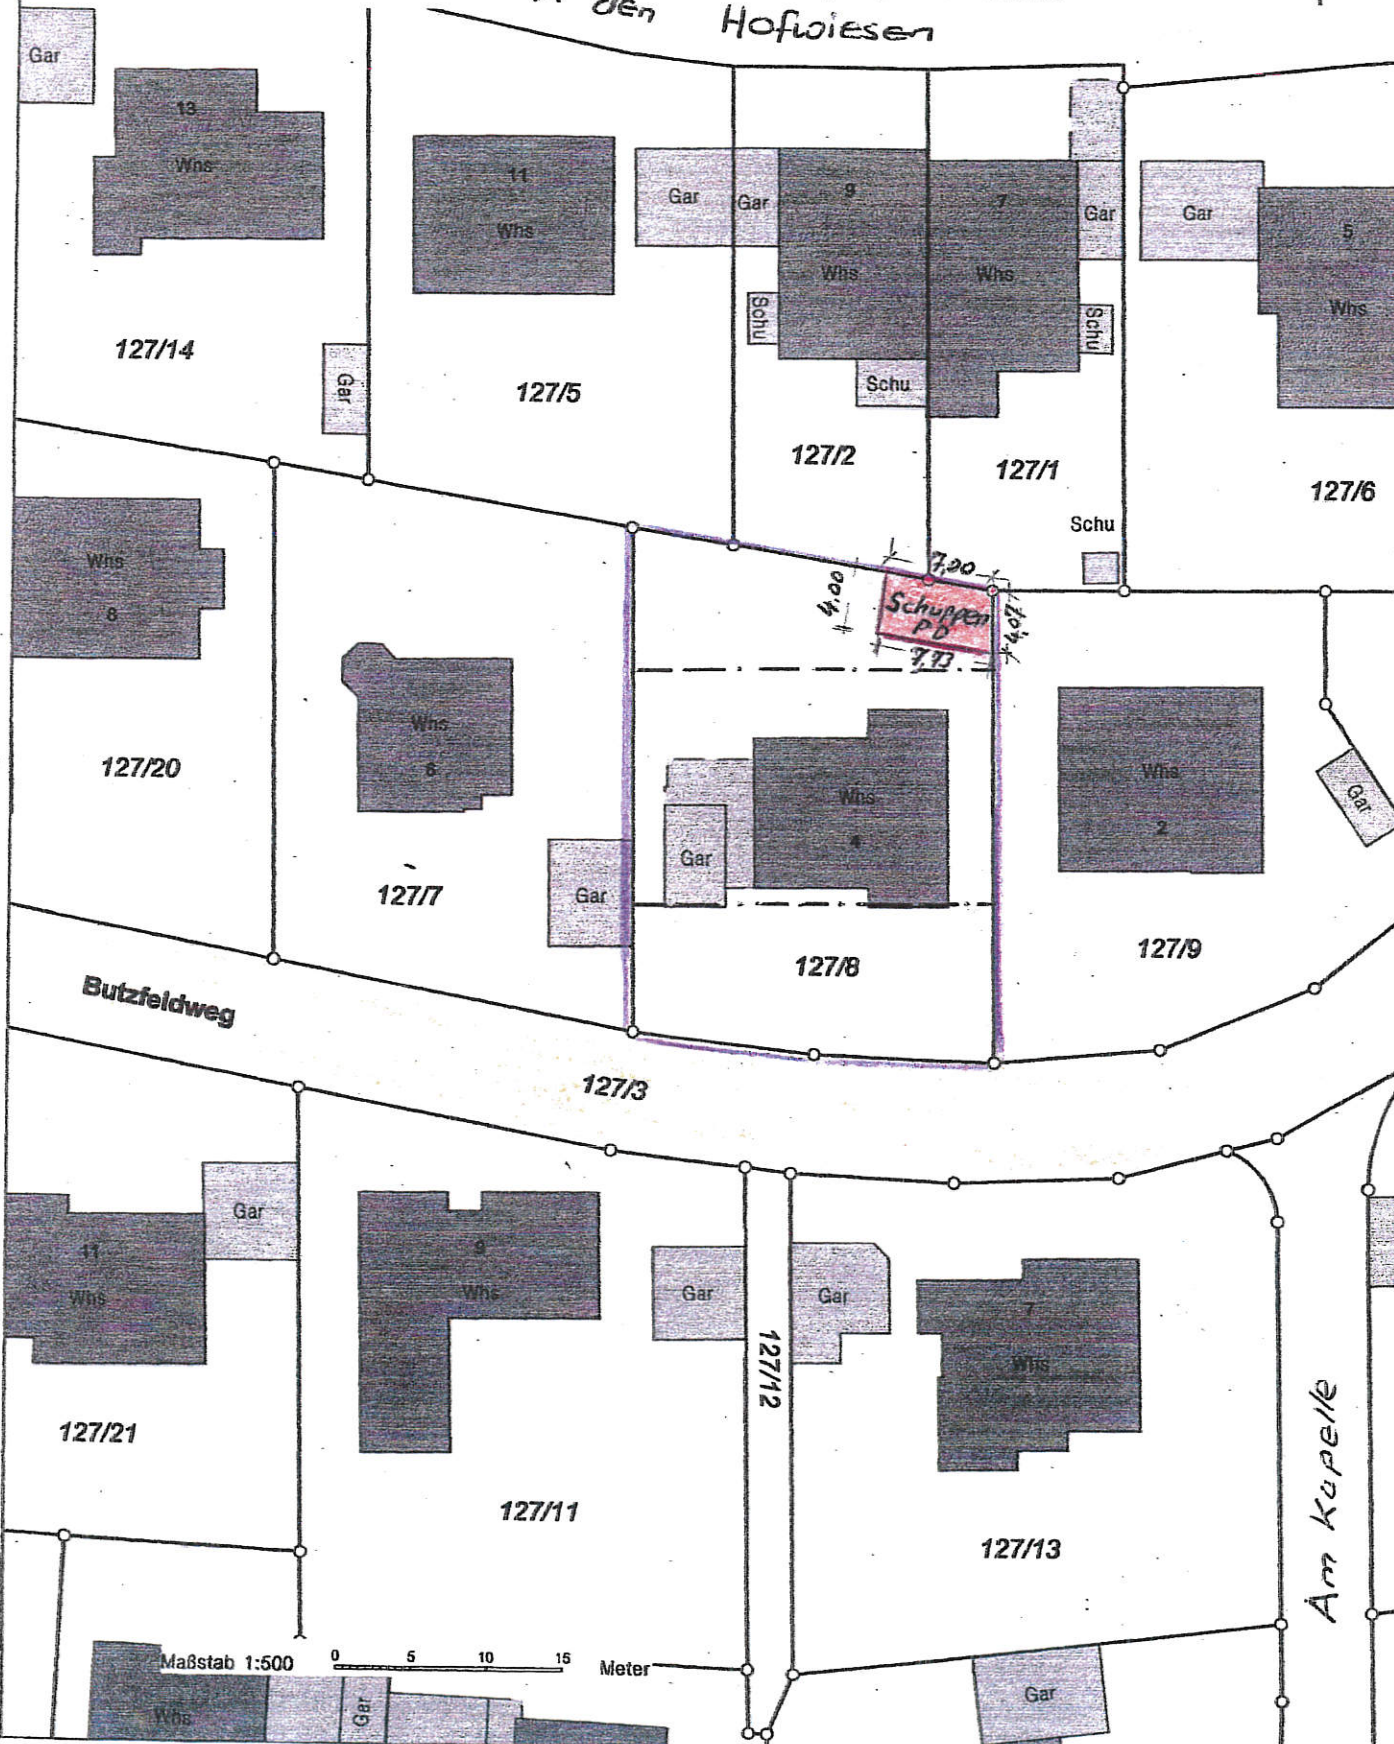 den
Hofwiesen
Gar
13
Whs
11
Whs
Gar
Gar
9
Whs
7
Whs
Gar
Gar
5
Whs
Schu
Schu
Schu
127/14
Gar
127/5
127/2
127/1
127/6
Schu
Whs
8
7,00
4,00
Schuppen
PD
4,07
7,73
Whs
6
127/20
127/7
Gar
Gar
Whs
4
Whs
2
Gar
127/8
127/9
Butzfeldweg
127/3
Gar
11
Whs
9
Whs
Gar
Gar
7
Whs
127/12
127/21
127/11
127/13
Am Kapelle
Maßstab 1:500
0 5 10 15
Meter
Whs
Gar
Gar